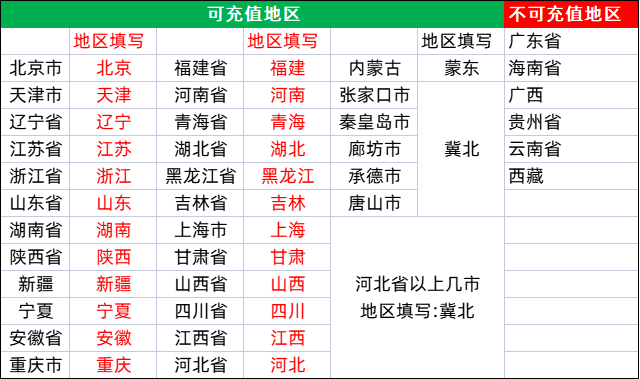 可充值地区 不可充值地区
地区填写 地区填写 地区填写 广东省
北京市 北京 福建省 福建 内蒙古 蒙东 海南省
天津市 天津 河南省 河南 张家口市 广西
辽宁省 辽宁 青海省 青海 秦皇岛市 贵州省
江苏省 江苏 湖北省 湖北 廊坊市 冀北 云南省
浙江省 浙江 黑龙江省 黑龙江 承德市 西藏
山东省 山东 吉林省 吉林 唐山市
湖南省 湖南 上海市 上海
陕西省 陕西 甘肃省 甘肃
新疆 新疆 山西省 山西 河北省以上几市
宁夏 宁夏 四川省 四川 地区填写:冀北
安徽省 安徽 江西省 江西
重庆市 重庆 河北省 河北